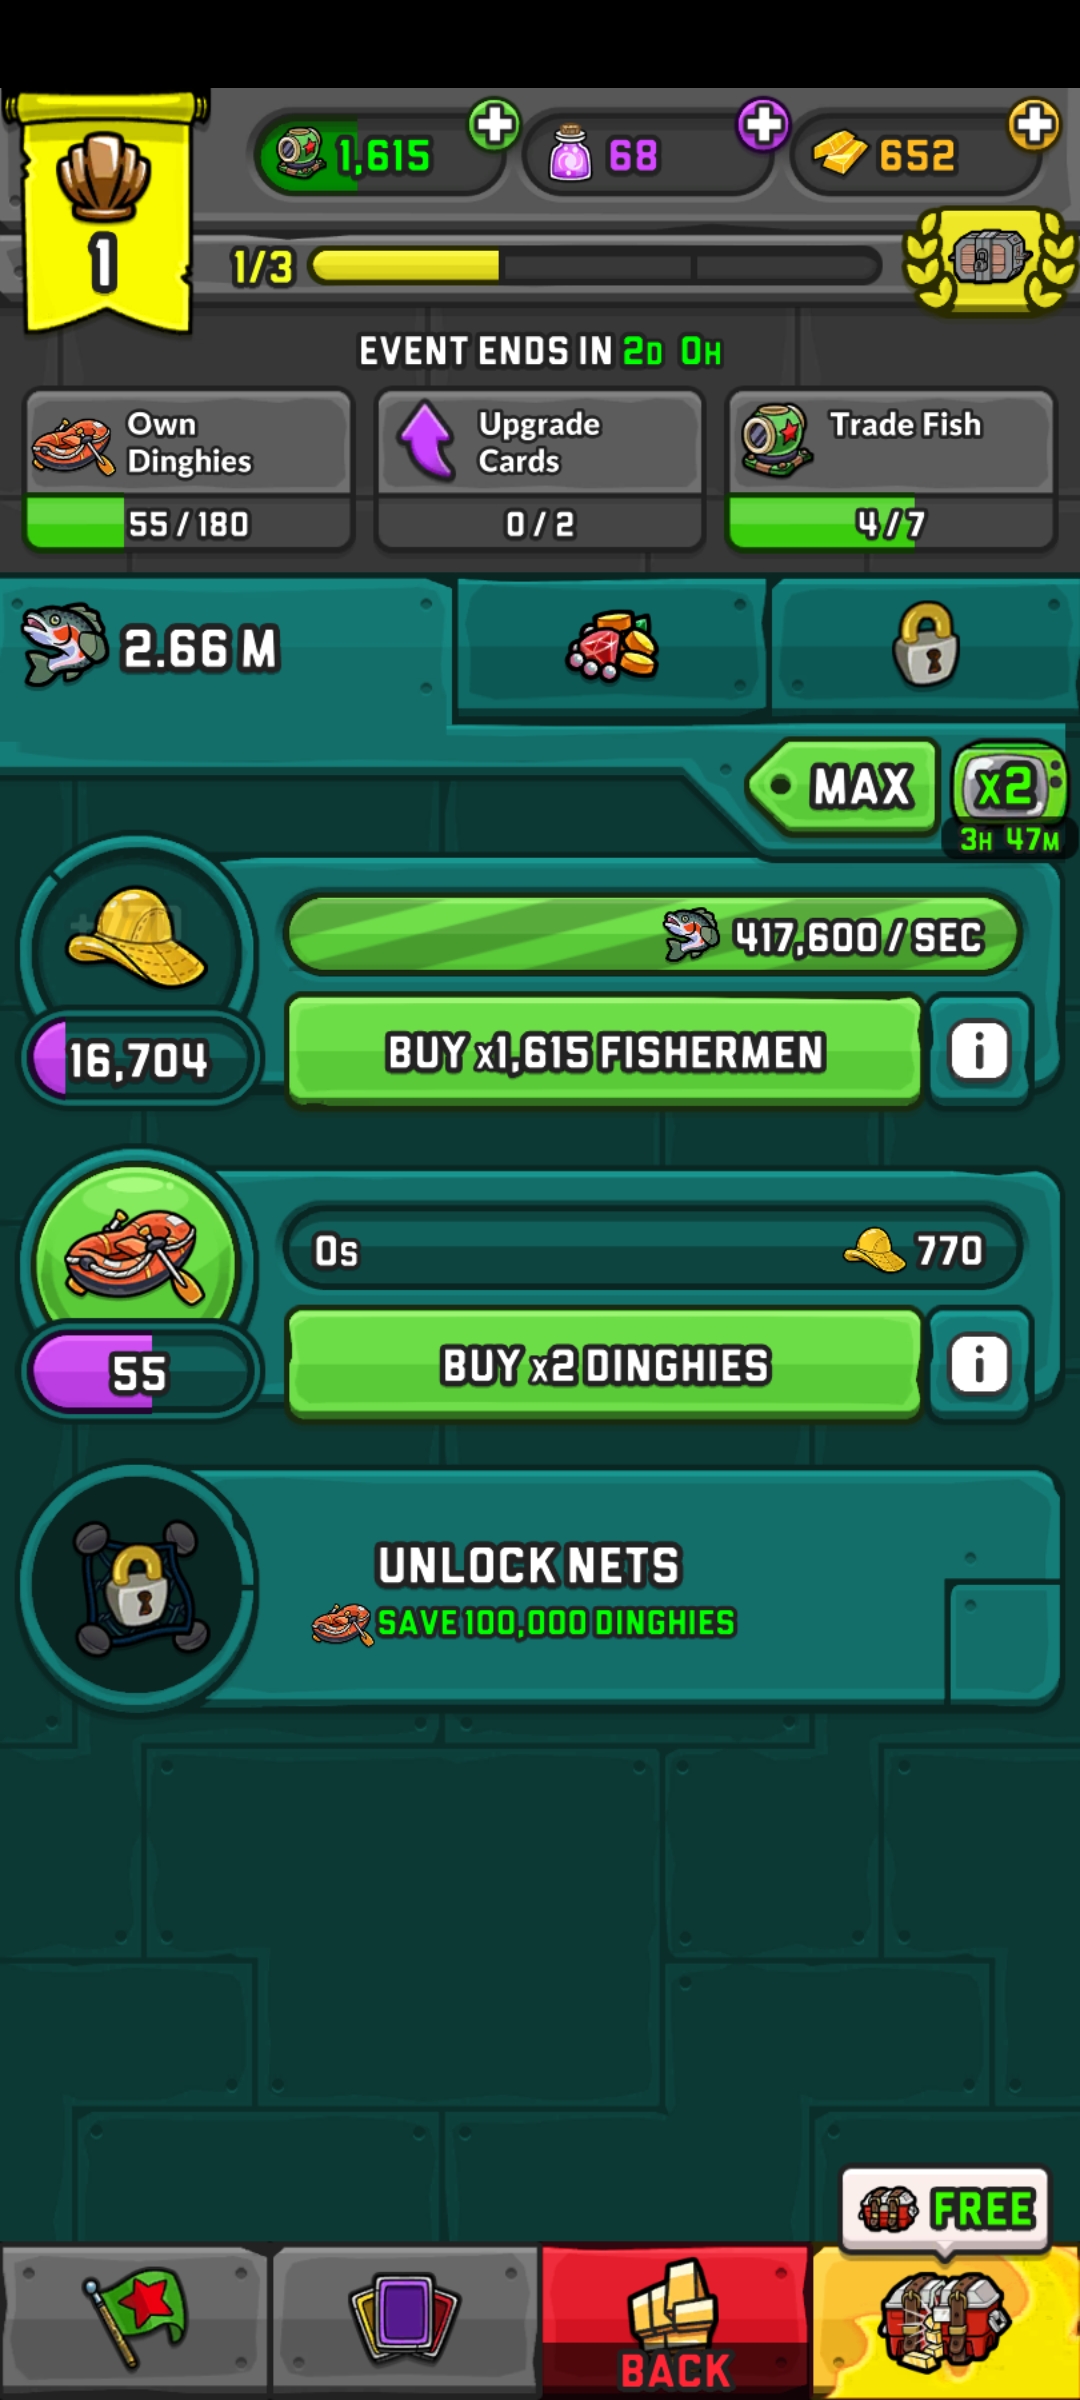 1,615
68
652
1
1/3
EVENT ENDS IN 2D 0H
Own
Dinghies
55 / 180
Upgrade
Cards
0 / 2
Trade Fish
4 / 7
2.66 M
MAX
x2
3H 47M
417,600 / SEC
16,704
BUY x1,615 FISHERMEN
i
0s
770
55
BUY x2 DINGHIES
i
UNLOCK NETS
SAVE 100,000 DINGHIES
FREE
BACK